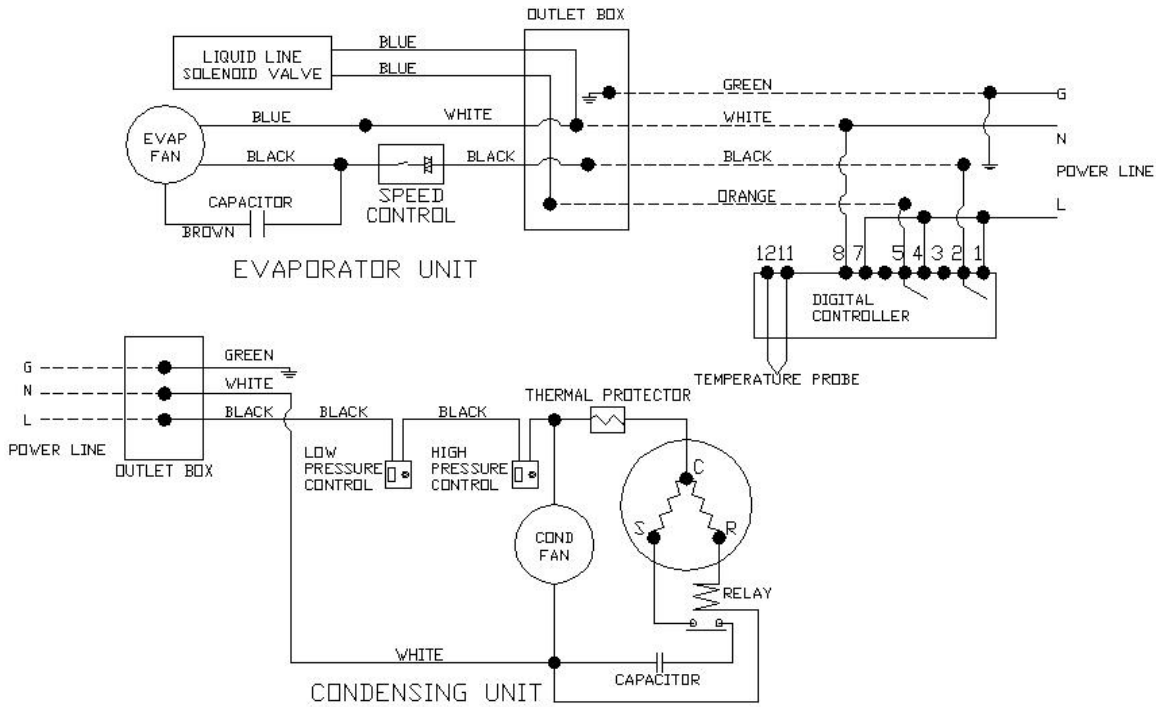 OUTLET BOX
BLUE
LIQUID LINE
SOLENOID VALVE
BLUE
GREEN
G
BLUE
WHITE
WHITE
N
EVAP
FAN
BLACK
BLACK
BLACK
POWER LINE
SPEED
CONTROL
CAPACITOR
ORANGE
L
BROWN
EVAPORATOR UNIT
12 11 8 7 5 4 3 2 1
DIGITAL
CONTROLLER
TEMPERATURE PROBE
G
GREEN
N
WHITE
THERMAL PROTECTOR
L
BLACK
BLACK
BLACK
POWER LINE
OUTLET BOX
LOW
PRESSURE
CONTROL
HIGH
PRESSURE
CONTROL
C
S
R
COND
FAN
RELAY
WHITE
CAPACITOR
CONDENSING UNIT